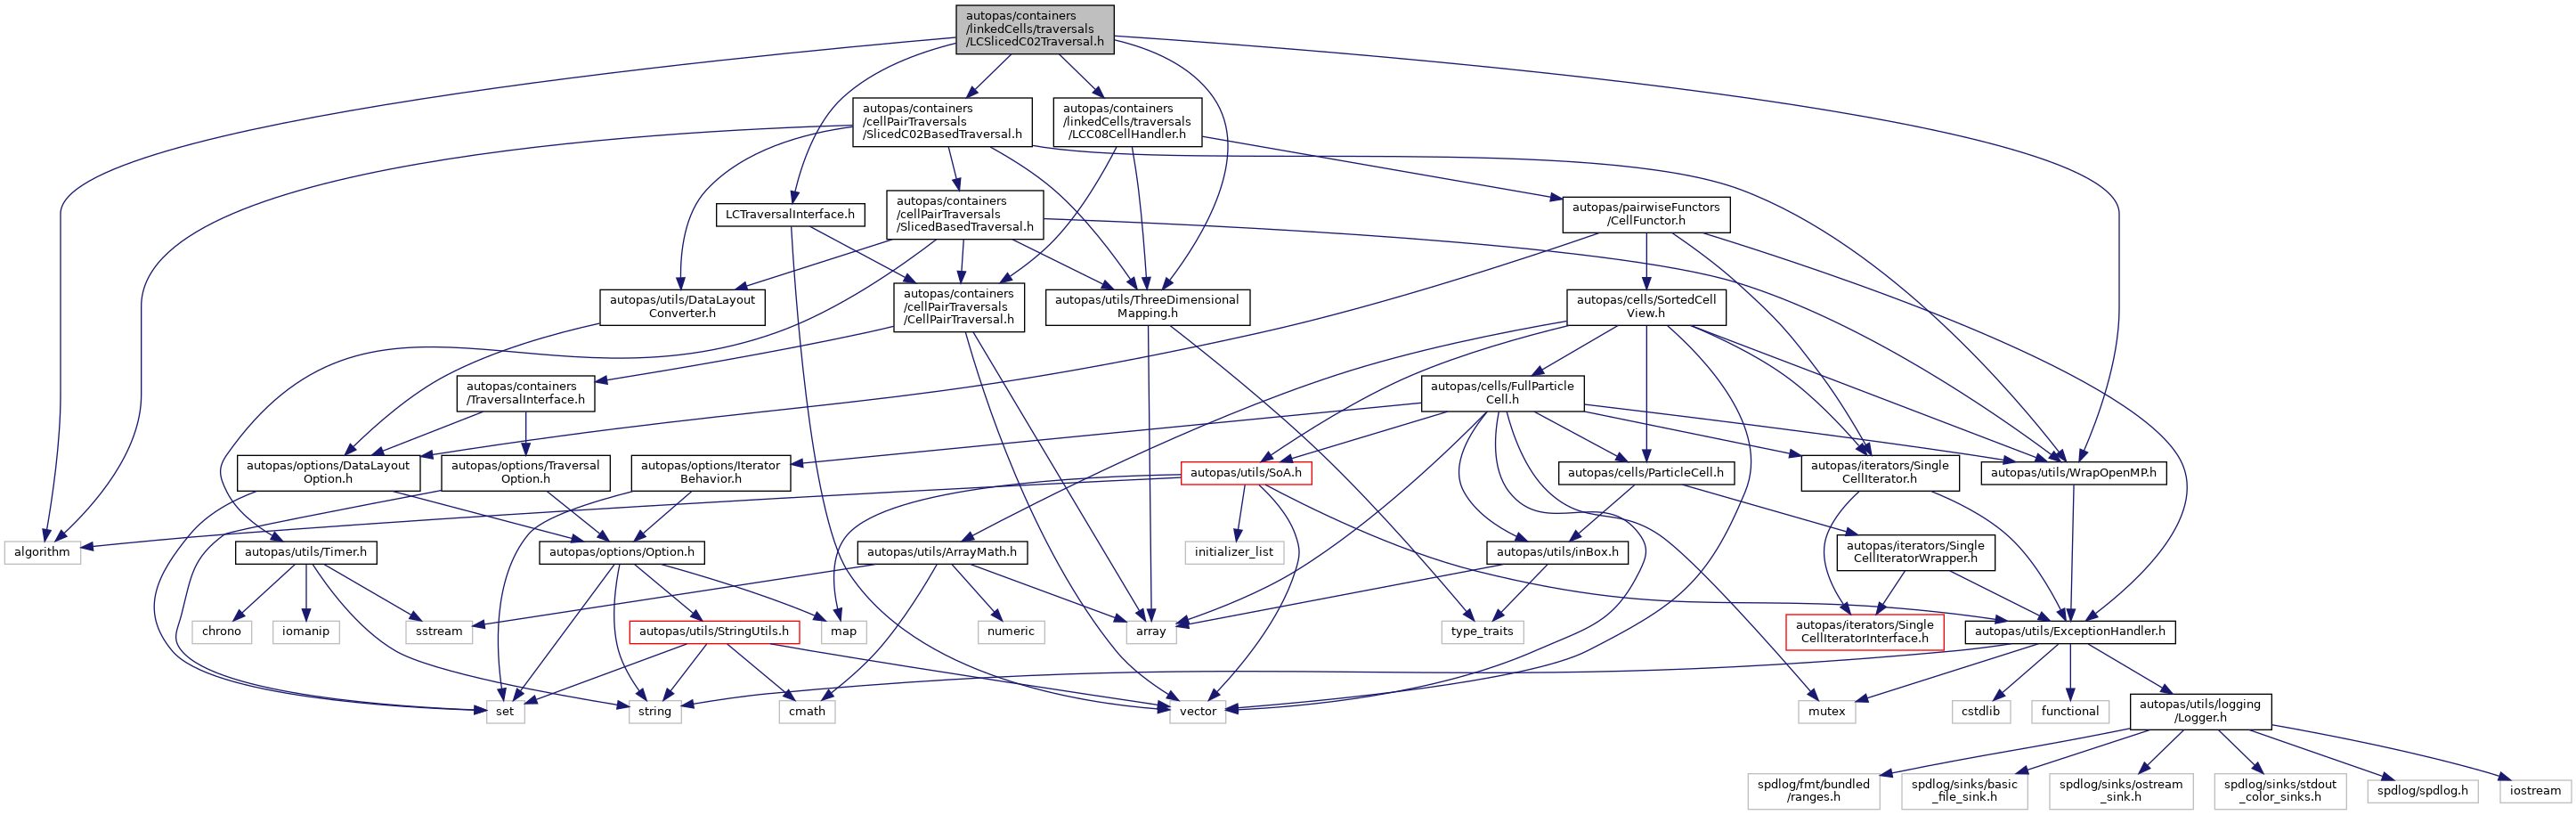 autopas/containers
/linkedCells/traversals
/LCSlicedC02Traversal.h
autopas/containers
/cellPairTraversals
/SlicedC02BasedTraversal.h
autopas/containers
/linkedCells/traversals
/LCC08CellHandler.h
LCTraversalInterface.h
autopas/containers
/cellPairTraversals
/SlicedBasedTraversal.h
autopas/pairwiseFunctors
/CellFunctor.h
autopas/utils/DataLayout
Converter.h
autopas/containers
/cellPairTraversals
/CellPairTraversal.h
autopas/utils/ThreeDimensional
Mapping.h
autopas/cells/SortedCell
View.h
autopas/containers
/TraversalInterface.h
autopas/cells/FullParticle
Cell.h
autopas/options/DataLayout
Option.h
autopas/options/Traversal
Option.h
autopas/options/Iterator
Behavior.h
autopas/utils/SoA.h
autopas/cells/ParticleCell.h
autopas/iterators/Single
CellIterator.h
autopas/utils/WrapOpenMP.h
algorithm
autopas/utils/Timer.h
autopas/options/Option.h
autopas/utils/ArrayMath.h
initializer_list
autopas/utils/inBox.h
autopas/iterators/Single
CellIteratorWrapper.h
chrono
iomanip
sstream
autopas/utils/StringUtils.h
map
numeric
array
type_traits
autopas/iterators/Single
CellIteratorInterface.h
autopas/utils/ExceptionHandler.h
set
string
cmath
vector
mutex
cstdlib
functional
autopas/utils/logging
/Logger.h
spdlog/fmt/bundled
/ranges.h
spdlog/sinks/basic
_file_sink.h
spdlog/sinks/ostream
_sink.h
spdlog/sinks/stdout
_color_sinks.h
spdlog/spdlog.h
iostream